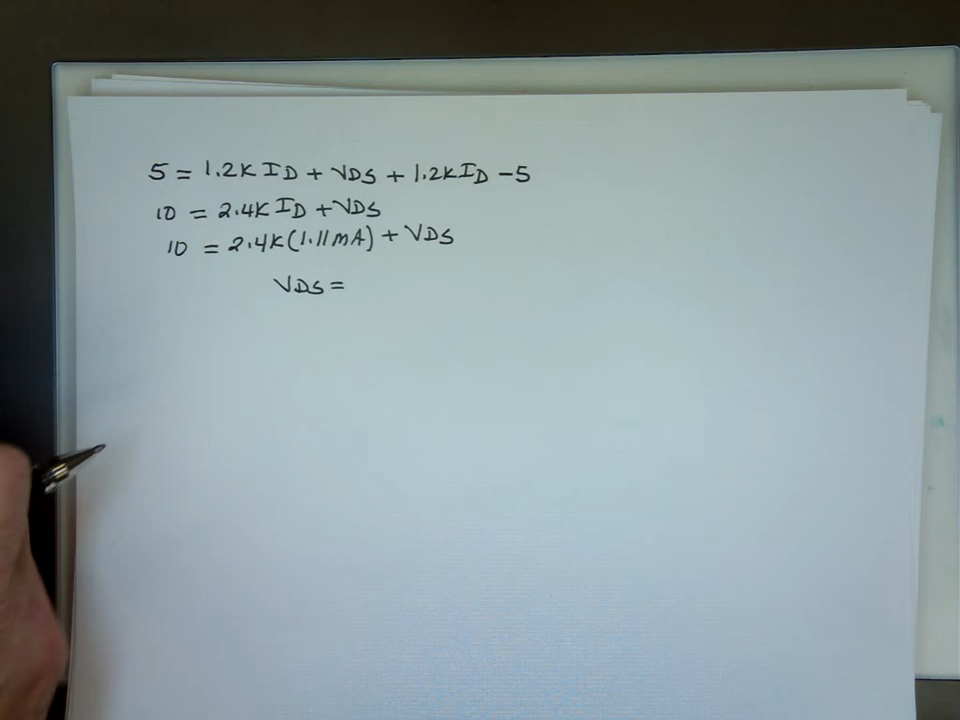 5 = 1.2K ID + VDS + 1.2K ID - 5
10 = 2.4K ID + VDS
10 = 2.4K (1.11mA) + VDS
VDS =